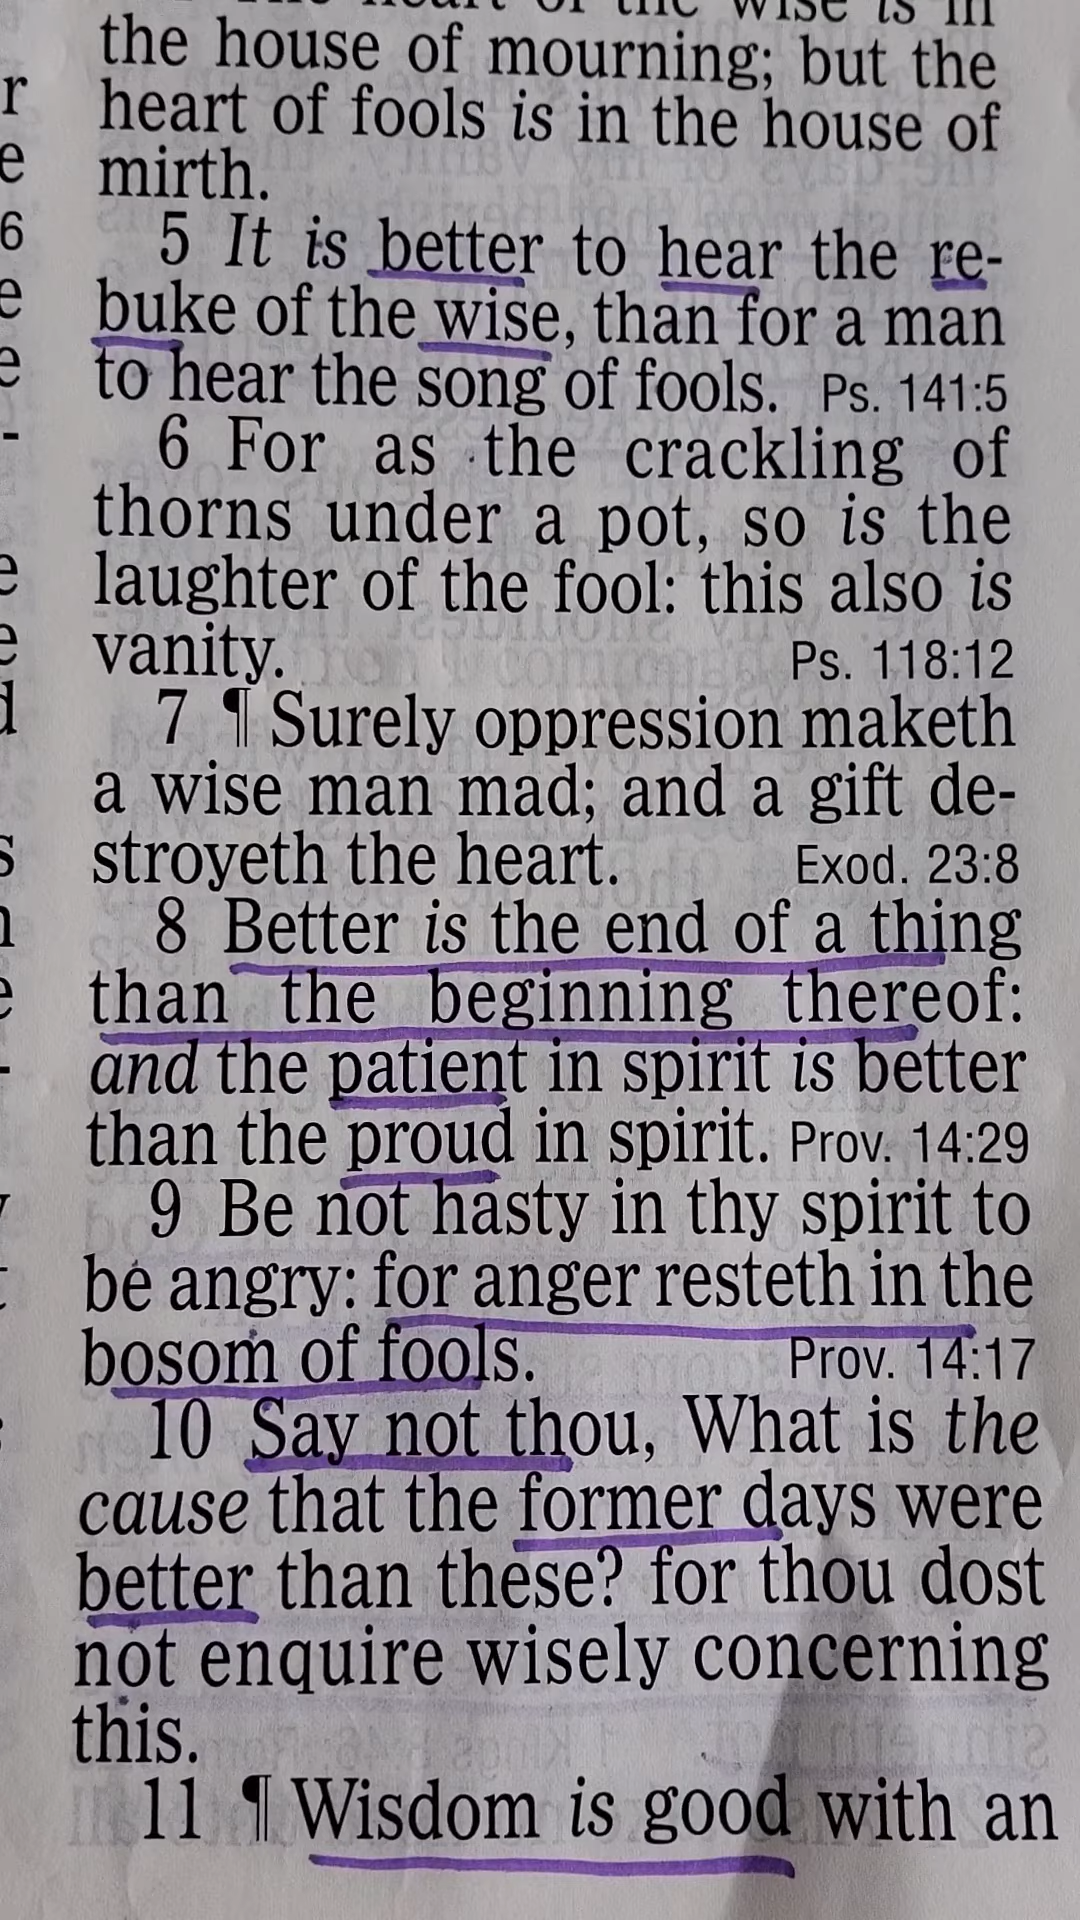 The heart of the wise is in
the house of mourning; but the
heart of fools is in the house of
mirth.
5 It is better to hear the re-
buke of the wise, than for a man
to hear the song of fools. Ps. 141:5
6 For as the crackling of
thorns under a pot, so is the
laughter of the fool: this also is
vanity. Ps. 118:12
7 ¶ Surely oppression maketh
a wise man mad; and a gift de-
stroyeth the heart. Exod. 23:8
8 Better is the end of a thing
than the beginning thereof:
and the patient in spirit is better
than the proud in spirit. Prov. 14:29
9 Be not hasty in thy spirit to
be angry: for anger resteth in the
bosom of fools. Prov. 14:17
10 Say not thou, What is the
cause that the former days were
better than these? for thou dost
not enquire wisely concerning
this.
11 ¶ Wisdom is good with an